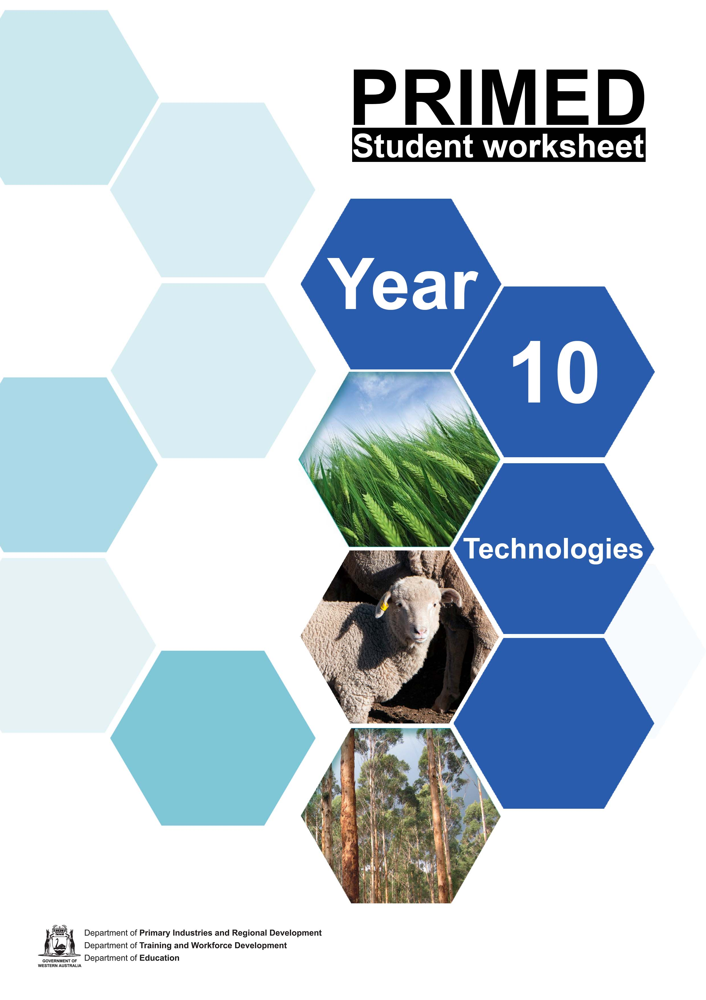 PRIMED
Student worksheet
Year
10
Technologies
Department of Primary Industries and Regional Development
Department of Training and Workforce Development
Department of Education
GOVERNMENT OF
WESTERN AUSTRALIA